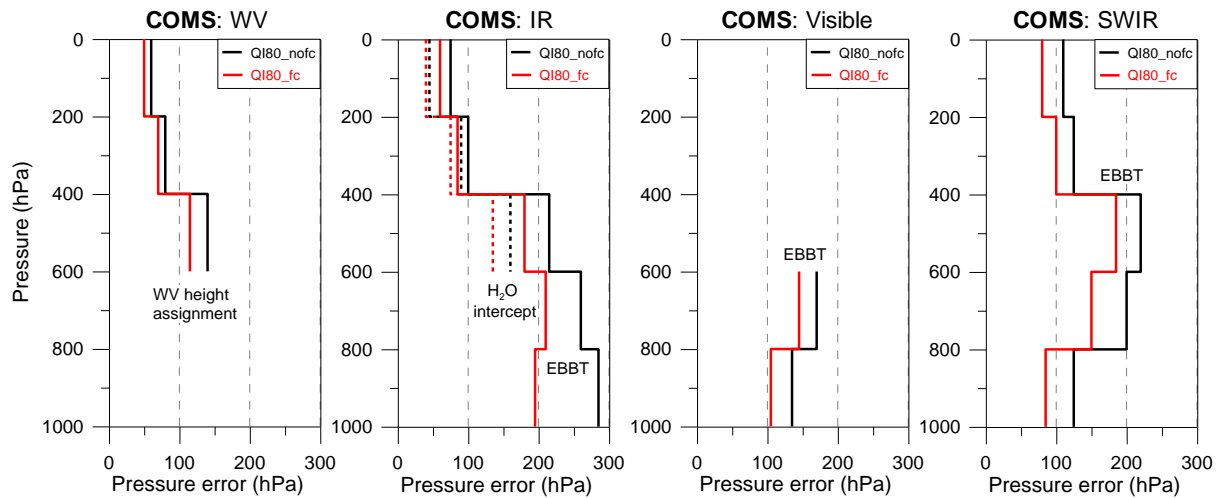 COMS: WV
COMS: IR
COMS: Visible
COMS: SWIR
Pressure (hPa)
0
200
400
600
800
1000
QI80_nofc
QI80_fc
WV height
assignment
0 100 200 300
Pressure error (hPa)
0
200
400
600
800
1000
QI80_nofc
QI80_fc
H₂O
intercept
EBBT
0 100 200 300
Pressure error (hPa)
0
200
400
600
800
1000
QI80_nofc
QI80_fc
EBBT
0 100 200 300
Pressure error (hPa)
0
200
400
600
800
1000
QI80_nofc
QI80_fc
EBBT
0 100 200 300
Pressure error (hPa)